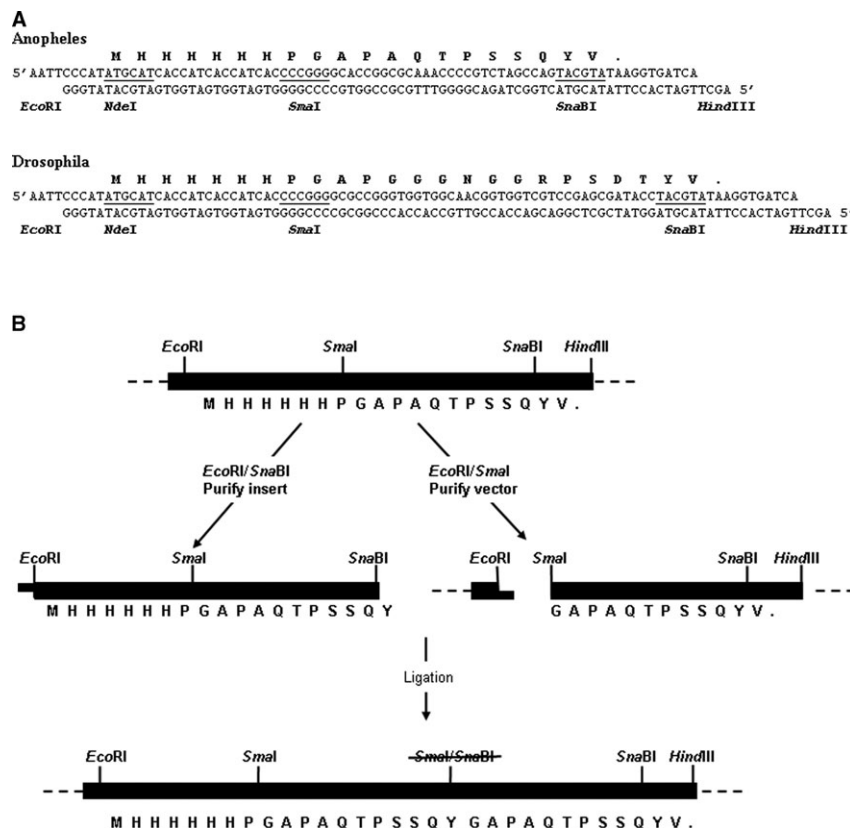 A
Anopheles
M H H H H H H P G A P A Q T P S S Q Y V .
5'AATTCCCATATGCATCACCATCACCATCACCCCGGGGCACCGGCGCAAACCCCGTCTAGCCAGTACGTATAAGGTGATCA
GGGTATACGTAGTGGTAGTGGTAGTGGGGCCCCGTGGCCGCGTTTGGGGCAGATCGGTCATGCATATTCCACTAGTTCGA 5'
EcoRI NdeI SmaI SnaBI HindIII
Drosophila
M H H H H H H P G A P G G G N G G R P S D T Y V .
5'AATTCCCATATGCATCACCATCACCATCACCCCGGGGCGCCGGGTGGTGGCAACGGTGGTCGTCCGAGCGATACCTACGTATAAGGTGATCA
GGGTATACGTAGTGGTAGTGGTAGTGGGGCCCCGCGGCCCACCACCGTTGCCACCAGCAGGCTCGCTATGGATGCATATTCCACTAGTTCGA 5'
EcoRI NdeI SmaI SnaBI HindIII
B
EcoRI SmaI SnaBI HindIII
M H H H H H H P G A P A Q T P S S Q Y V .
EcoRI/SnaBI EcoRI/SmaI
Purify insert Purify vector
EcoRI SmaI SnaBI EcoRI SmaI SnaBI HindIII
M H H H H H H P G A P A Q T P S S Q Y G A P A Q T P S S Q Y V .
Ligation
EcoRI SmaI SmaI/SnaBI SnaBI HindIII
M H H H H H H P G A P A Q T P S S Q Y G A P A Q T P S S Q Y V .